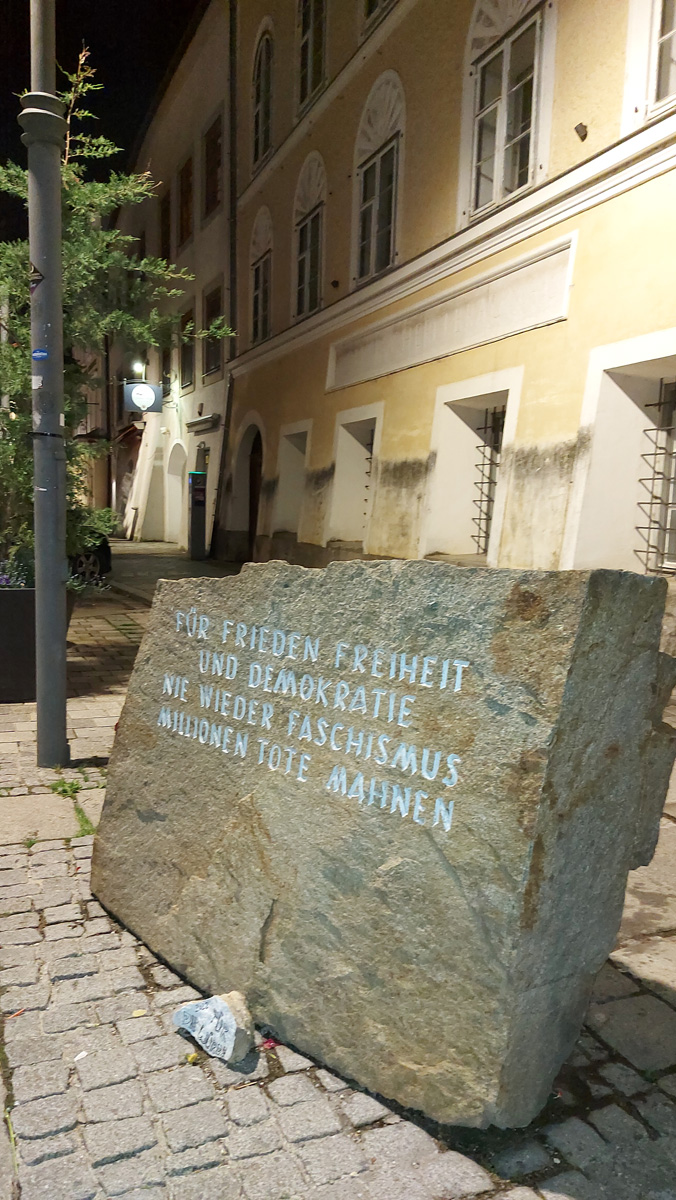 FÜR FRIEDEN FREIHEIT
UND DEMOKRATIE
NIE WIEDER FASCHISMUS
MILLIONEN TOTE MAHNEN